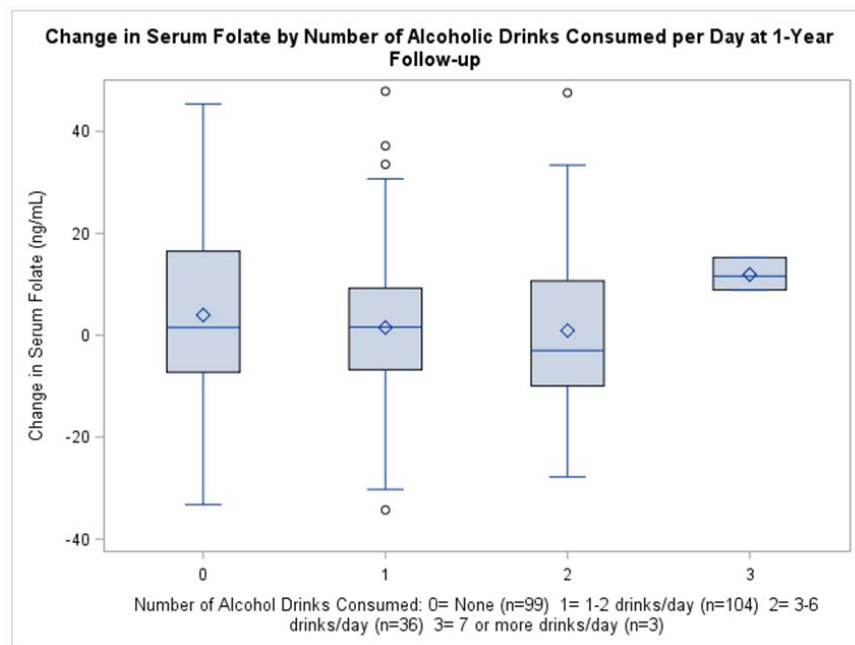 Change in Serum Folate by Number of Alcoholic Drinks Consumed per Day at 1-Year
Follow-up
Change in Serum Folate (ng/mL)
40
20
0
-20
-40
0 1 2 3
Number of Alcohol Drinks Consumed: 0= None (n=99) 1= 1-2 drinks/day (n=104) 2= 3-6
drinks/day (n=36) 3= 7 or more drinks/day (n=3)